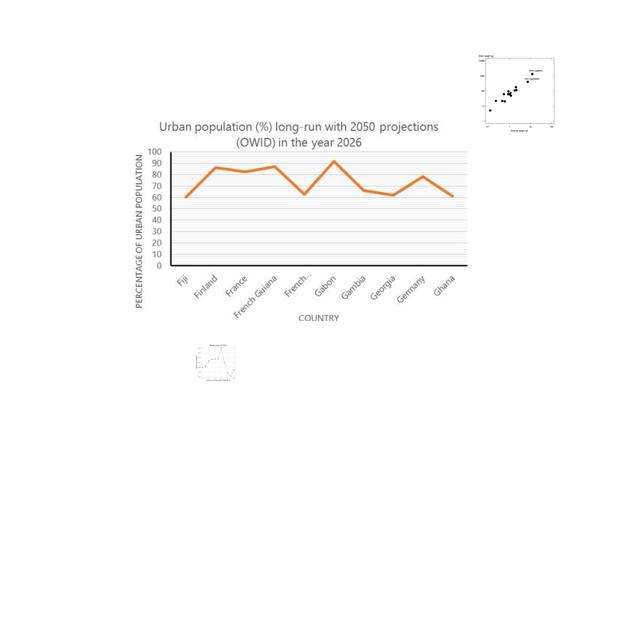 Urban population (%) long-run with 2050 projections
(OWID) in the year 2026
PERCENTAGE OF URBAN POPULATION
100
90
80
70
60
50
40
30
20
10
0
Fiji
Finland
France
French Guiana
French...
Gabon
Gambia
Georgia
Germany
Ghana
COUNTRY